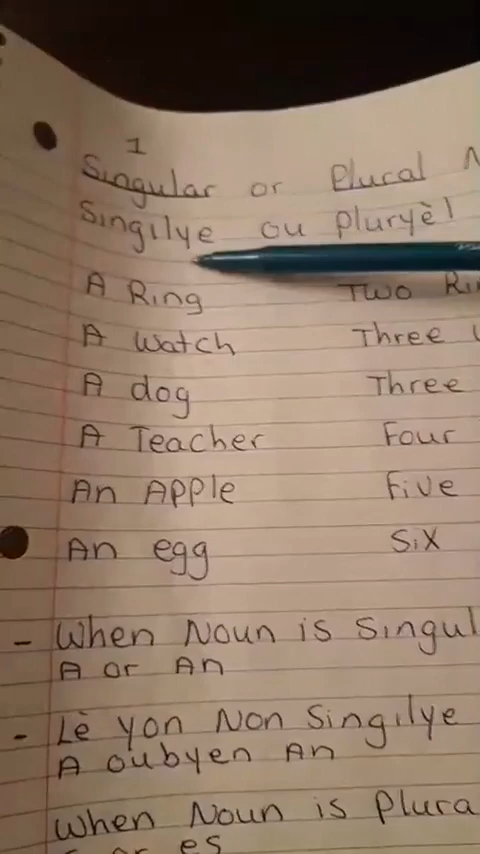 1
Singular or Plural
Singilye ou Pluryèl
A Ring Two
A Watch Three
A dog Three
A Teacher Four
An Apple Five
An egg Six
- When Noun is
A or An
- Lè yon Non Singilye
A oubyen An
When Noun is
es